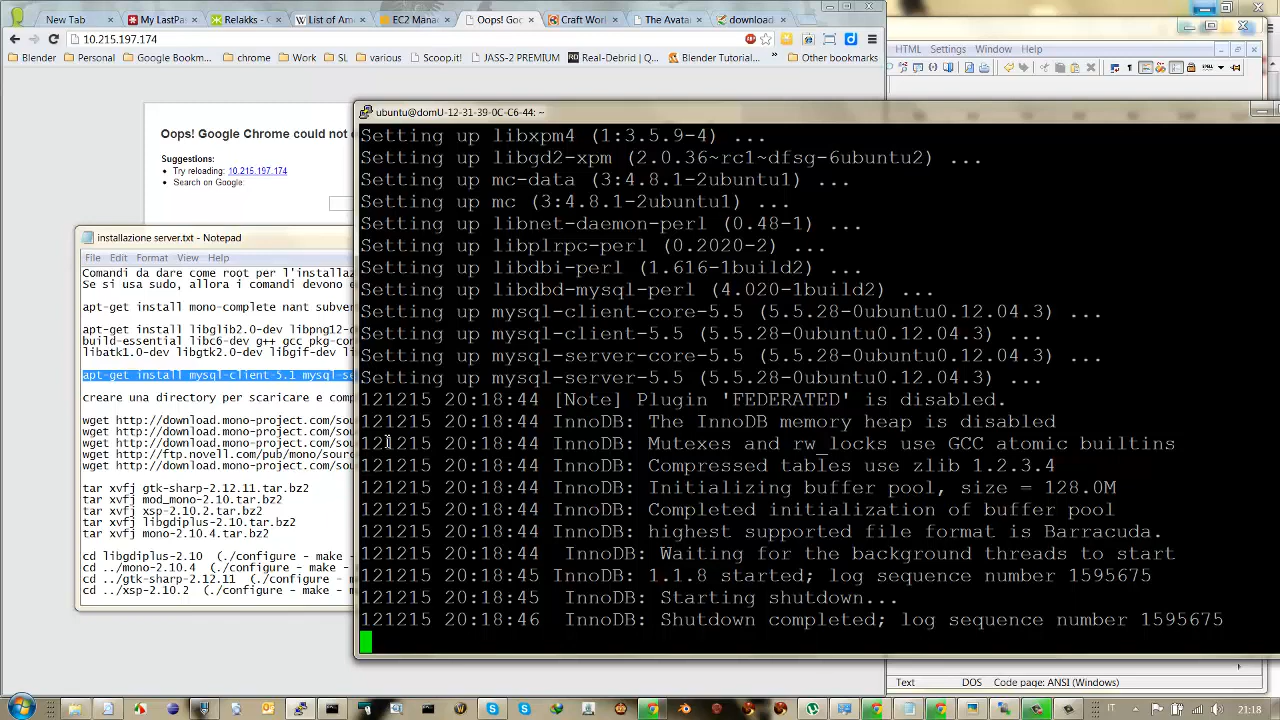 New Tab
My LastPa
Relakks -
List of Am
EC2 Mana
Oops! Goo
Craft Worl
The Avata
download
10.215.197.174
Blender
Personal
Google Bookm...
chrome
Work
SL
various
Scoop.it!
JASS-2 PREMIUM
Real-Debrid | Q...
Blender Tutorial...
»
Other bookmarks
Oops! Google Chrome could not
Suggestions:
• Try reloading: 10.215.197.174
• Search on Google:
HTML Settings Window Help
installazione server.txt - Notepad
File Edit Format View Help
Comandi da dare come root per l'installaz
Se si usa sudo, allora i comandi devono e
apt-get install mono-complete nant subver
apt-get install libglib2.0-dev libpng12-d
build-essential libc6-dev g++ gcc pkg-con
libatk1.0-dev libgtk2.0-dev libgif-dev li
apt-get install mysql-client-5.1 mysql-se
creare una directory per scaricare e comp
wget http://download.mono-project.com/sou
wget http://download.mono-project.com/sou
wget http://download.mono-project.com/sou
wget http://ftp.novell.com/pub/mono/sourc
wget http://download.mono-project.com/sou
tar xvfj gtk-sharp-2.12.11.tar.bz2
tar xvfj mod_mono-2.10.tar.bz2
tar xvfj xsp-2.10.2.tar.bz2
tar xvfj libgdiplus-2.10.tar.bz2
tar xvfj mono-2.10.4.tar.bz2
cd libgdiplus-2.10 (./configure - make -
cd ../mono-2.10.4 (./configure - make -
cd ../gtk-sharp-2.12.11 (./configure -
cd ../xsp-2.10.2 (./configure - make -
ubuntu@domU-12-31-39-0C-C6-44: ~
Setting up libxpm4 (1:3.5.9-4) ...
Setting up libgd2-xpm (2.0.36~rc1~dfsg-6ubuntu2) ...
Setting up mc-data (3:4.8.1-2ubuntu1) ...
Setting up mc (3:4.8.1-2ubuntu1) ...
Setting up libnet-daemon-perl (0.48-1) ...
Setting up libplrpc-perl (0.2020-2) ...
Setting up libdbi-perl (1.616-1build2) ...
Setting up libdbd-mysql-perl (4.020-1build2) ...
Setting up mysql-client-core-5.5 (5.5.28-0ubuntu0.12.04.3) ...
Setting up mysql-client-5.5 (5.5.28-0ubuntu0.12.04.3) ...
Setting up mysql-server-core-5.5 (5.5.28-0ubuntu0.12.04.3) ...
Setting up mysql-server-5.5 (5.5.28-0ubuntu0.12.04.3) ...
121215 20:18:44 [Note] Plugin 'FEDERATED' is disabled.
121215 20:18:44 InnoDB: The InnoDB memory heap is disabled
121215 20:18:44 InnoDB: Mutexes and rw_locks use GCC atomic builtins
121215 20:18:44 InnoDB: Compressed tables use zlib 1.2.3.4
121215 20:18:44 InnoDB: Initializing buffer pool, size = 128.0M
121215 20:18:44 InnoDB: Completed initialization of buffer pool
121215 20:18:44 InnoDB: highest supported file format is Barracuda.
121215 20:18:44 InnoDB: Waiting for the background threads to start
121215 20:18:45 InnoDB: 1.1.8 started; log sequence number 1595675
121215 20:18:45 InnoDB: Starting shutdown...
121215 20:18:46 InnoDB: Shutdown completed; log sequence number 1595675
Text DOS Code page: ANSI (Windows)
IT 21:18